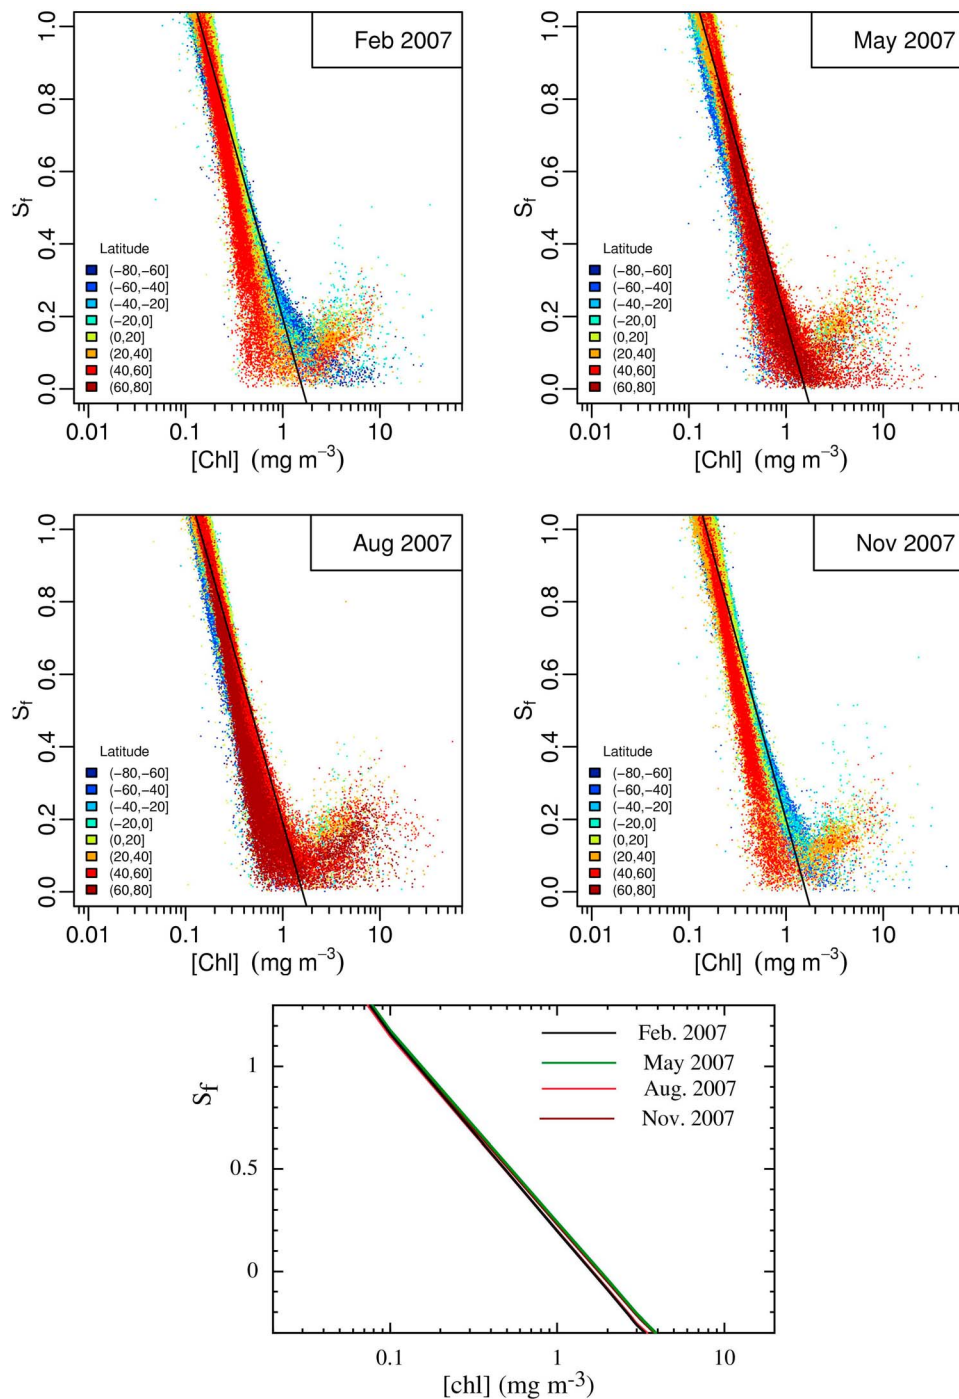 Feb 2007
1.0
0.8
0.6
0.4
0.2
0.0
Sf
Latitude
(−80,−60]
(−60,−40]
(−40,−20]
(−20,0]
(0,20]
(20,40]
(40,60]
(60,80]
0.01 0.1 1 10
[Chl] (mg m−3)
May 2007
1.0
0.8
0.6
0.4
0.2
0.0
Sf
Latitude
(−80,−60]
(−60,−40]
(−40,−20]
(−20,0]
(0,20]
(20,40]
(40,60]
(60,80]
0.01 0.1 1 10
[Chl] (mg m−3)
Aug 2007
1.0
0.8
0.6
0.4
0.2
0.0
Sf
Latitude
(−80,−60]
(−60,−40]
(−40,−20]
(−20,0]
(0,20]
(20,40]
(40,60]
(60,80]
0.01 0.1 1 10
[Chl] (mg m−3)
Nov 2007
1.0
0.8
0.6
0.4
0.2
0.0
Sf
Latitude
(−80,−60]
(−60,−40]
(−40,−20]
(−20,0]
(0,20]
(20,40]
(40,60]
(60,80]
0.01 0.1 1 10
[Chl] (mg m−3)
Feb. 2007
May 2007
Aug. 2007
Nov. 2007
1
0.5
0
Sf
0.1 1 10
[chl] (mg m-3)